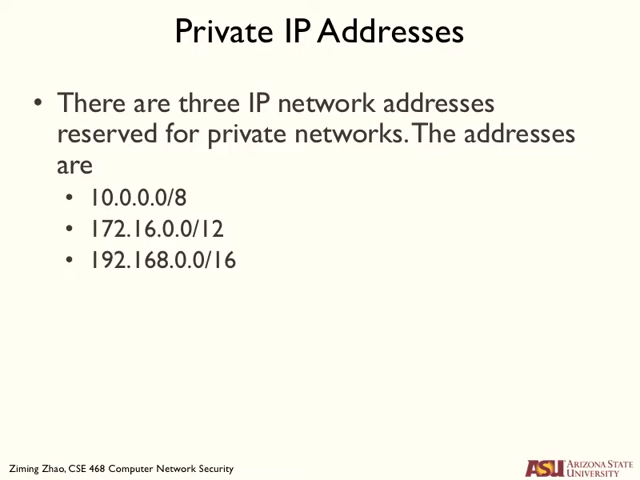 Private IP Addresses
• There are three IP network addresses
reserved for private networks. The addresses
are
• 10.0.0.0/8
• 172.16.0.0/12
• 192.168.0.0/16
Ziming Zhao, CSE 468 Computer Network Security
ASU ARIZONA STATE
UNIVERSITY